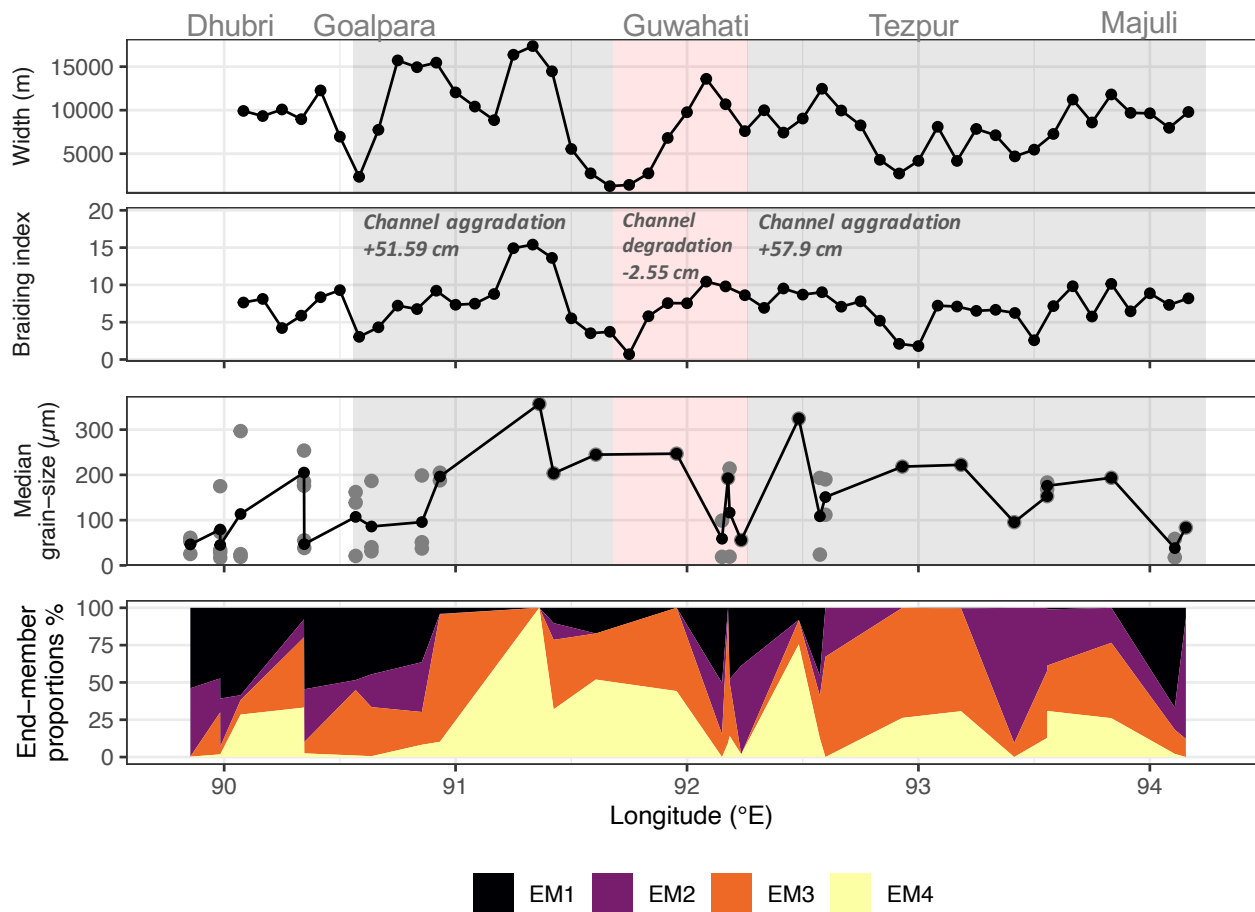 Dhubri Goalpara Guwahati Tezpur Majuli
Width (m)
15000
10000
5000
Braiding index
20
15
10
5
0
Channel aggradation
+51.59 cm
Channel
degradation
-2.55 cm
Channel aggradation
+57.9 cm
Median
grain−size (µm)
300
200
100
0
End−member
proportions %
100
75
50
25
0
90 91 92 93 94
Longitude (°E)
EM1 EM2 EM3 EM4